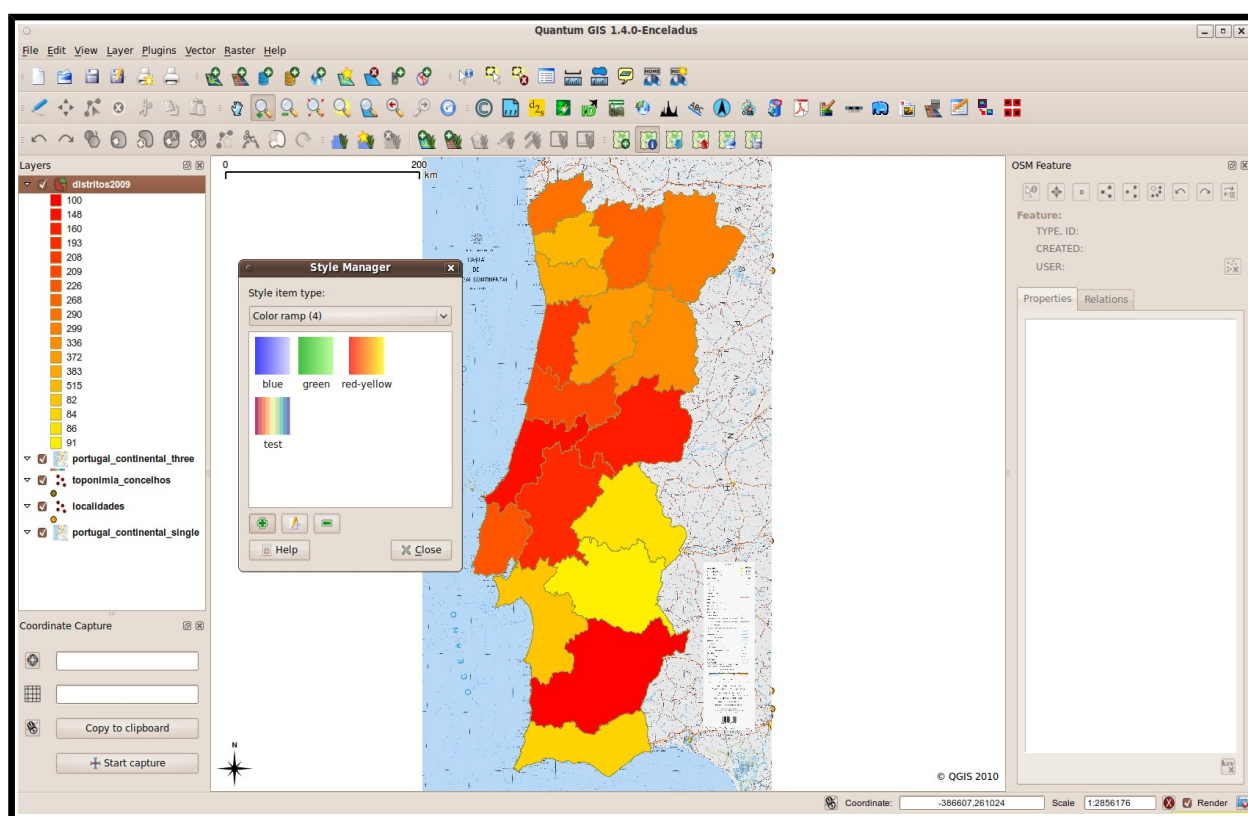 Quantum GIS 1.4.0-Enceladus
File Edit View Layer Plugins Vector Raster Help
Layers
distritos2009
100
148
160
193
208
209
226
268
290
299
336
372
383
515
82
84
86
91
portugal_continental_three
toponimia_concelhos
localidades
portugal_continental_single
Coordinate Capture
Copy to clipboard
Start capture
0 200
km
CARTA
DE
CONTINENTAL
Style Manager
Style item type:
Color ramp (4)
blue green red-yellow
test
Help Close
OCEANO
N
© QGIS 2010
OSM Feature
Feature:
TYPE, ID:
CREATED:
USER:
Properties Relations
Coordinate: -386607,261024 Scale 1:2856176 Render